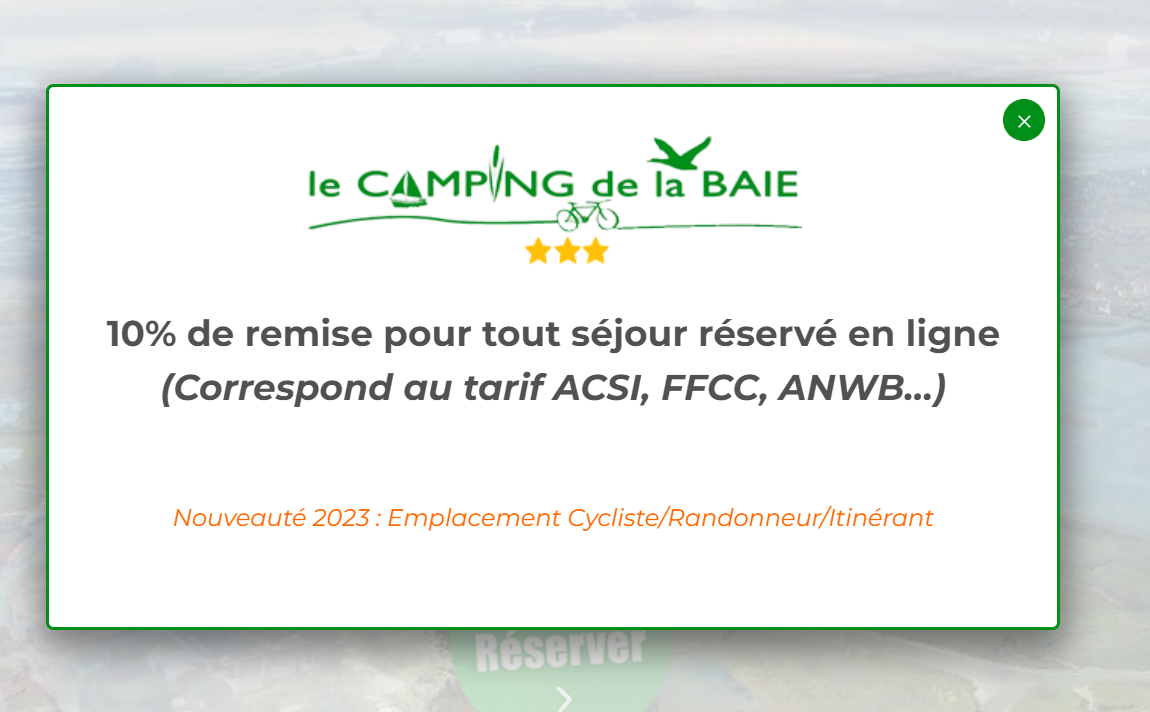 le CAMPING de la BAIE
10% de remise pour tout séjour réservé en ligne
(Correspond au tarif ACSI, FFCC, ANWB...)
Nouveauté 2023 : Emplacement Cycliste/Randonneur/Itinérant
Réserver